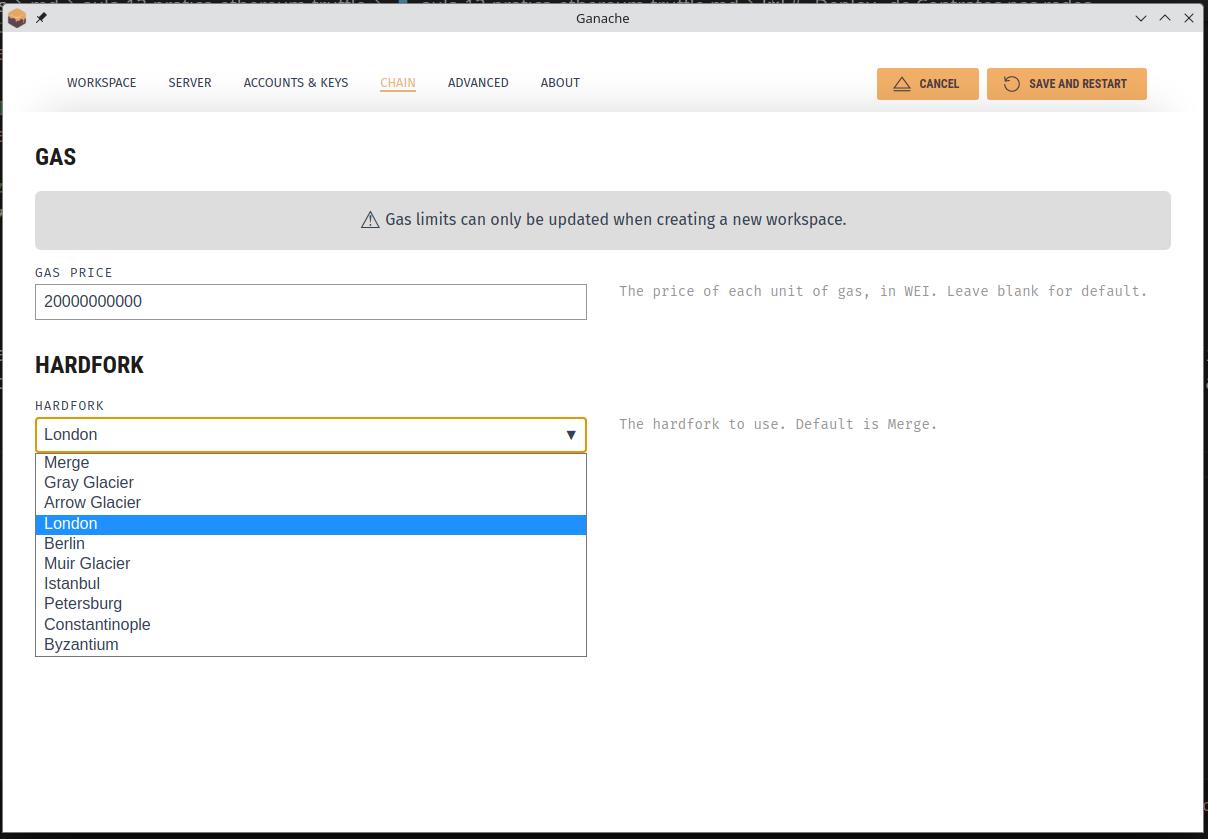 Ganache
WORKSPACE SERVER ACCOUNTS & KEYS CHAIN ADVANCED ABOUT CANCEL SAVE AND RESTART
GAS
Gas limits can only be updated when creating a new workspace.
GAS PRICE
20000000000
The price of each unit of gas, in WEI. Leave blank for default.
HARDFORK
HARDFORK
London
The hardfork to use. Default is Merge.
Merge
Gray Glacier
Arrow Glacier
London
Berlin
Muir Glacier
Istanbul
Petersburg
Constantinople
Byzantium